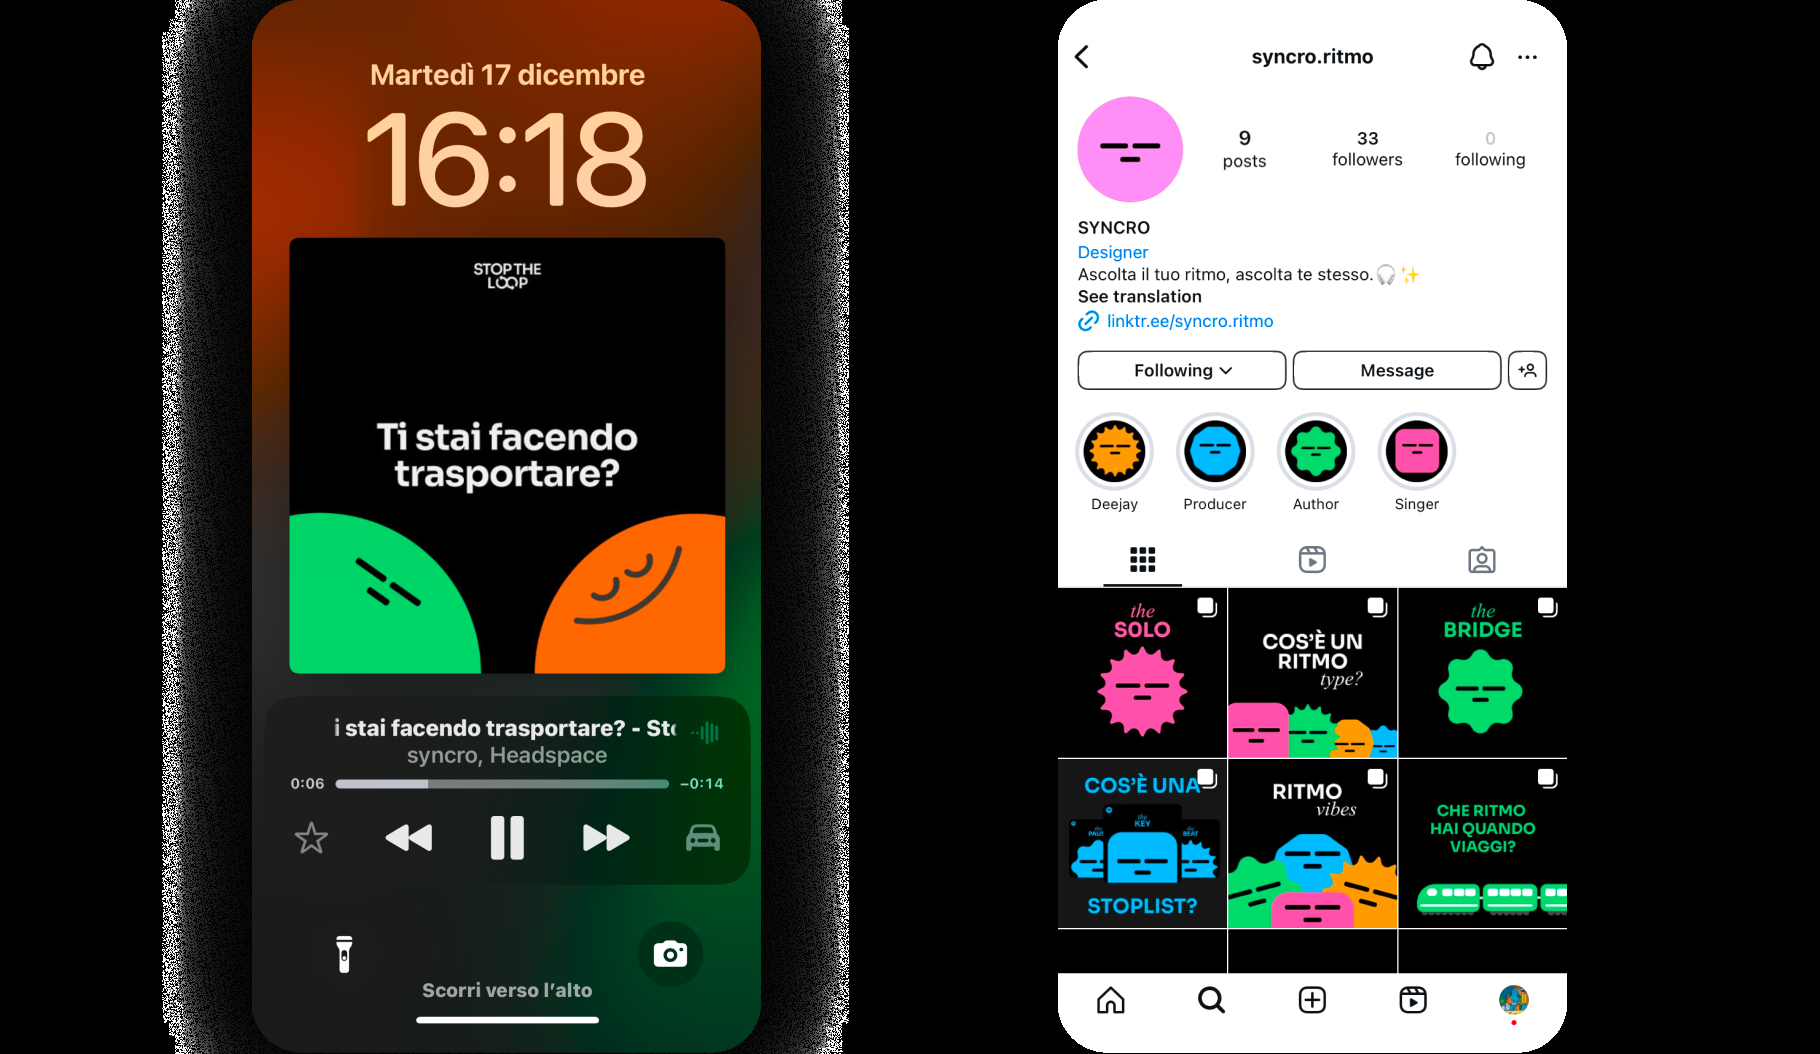 Martedì 17 dicembre
16:18
STOP THE
LOOP
Ti stai facendo
trasportare?
i stai facendo trasportare? - Sto
syncro, Headspace
0:06
−0:14
Scorri verso l’alto
syncro.ritmo
9
posts
33
followers
0
following
SYNCRO
Designer
Ascolta il tuo ritmo, ascolta te stesso.🎧✨
See translation
linktr.ee/syncro.ritmo
Following
Message
Deejay
Producer
Author
Singer
the
SOLO
COS’È UN
RITMO
type?
the
BRIDGE
COS’È UNA
the
PAUS
the
KEY
the
BEAT
STOPLIST?
RITMO
vibes
CHE RITMO
HAI QUANDO
VIAGGI?